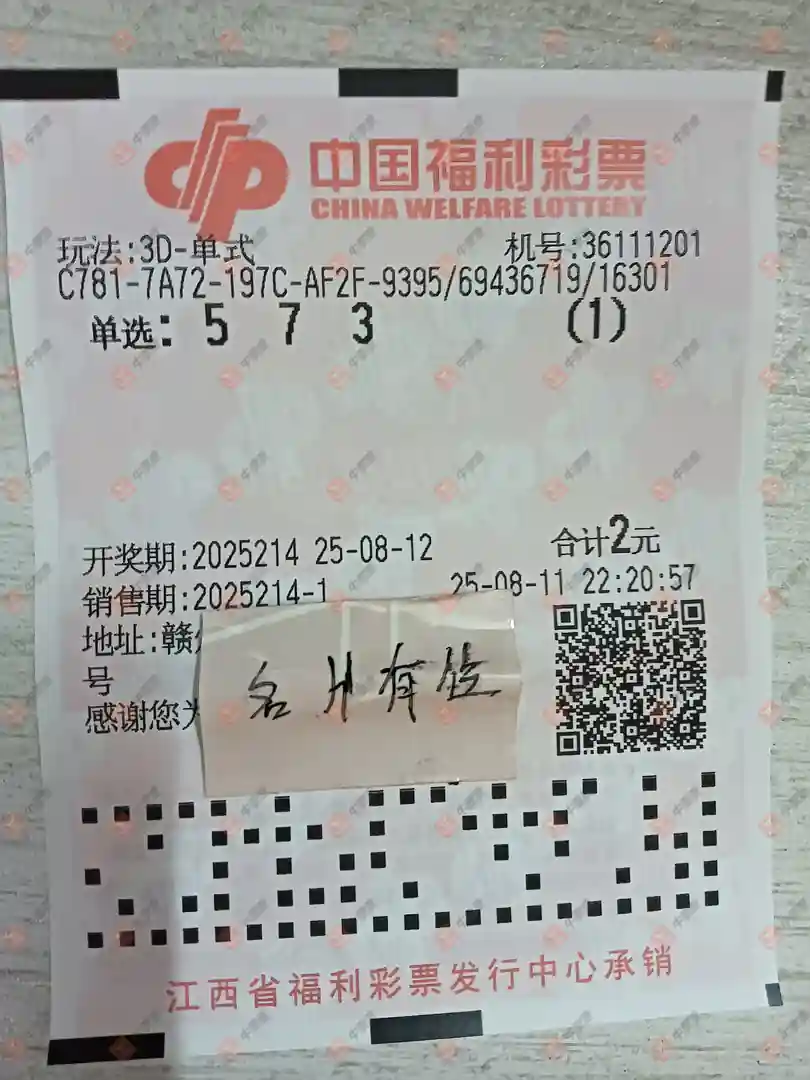 中国福利彩票
CHINA WELFARE LOTTERY
玩法:3D-单式 机号:36111201
C781-7A72-197C-AF2F-9395/69436719/16301
单选: 5 7 3 (1)
开奖期:2025214 25-08-12 合计2元
销售期:2025214-1 25-08-11 22:20:57
地址:赣
号
感谢您为
名 有
江西省福利彩票发行中心承销